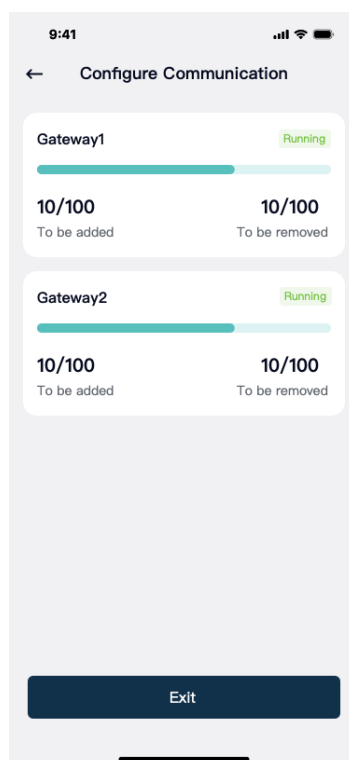 9:41
Configure Communication
Gateway1 Running
10/100 10/100
To be added To be removed
Gateway2 Running
10/100 10/100
To be added To be removed
Exit